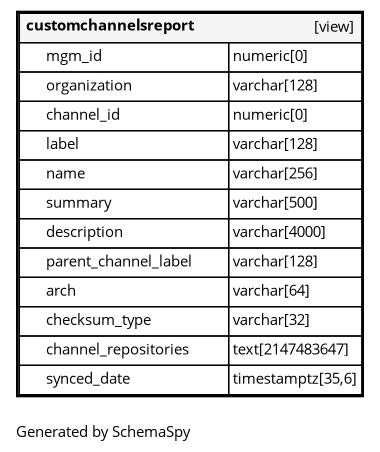 customchannelsreport [view]
mgm_id numeric[0]
organization varchar[128]
channel_id numeric[0]
label varchar[128]
name varchar[256]
summary varchar[500]
description varchar[4000]
parent_channel_label varchar[128]
arch varchar[64]
checksum_type varchar[32]
channel_repositories text[2147483647]
synced_date timestamptz[35,6]
Generated by SchemaSpy